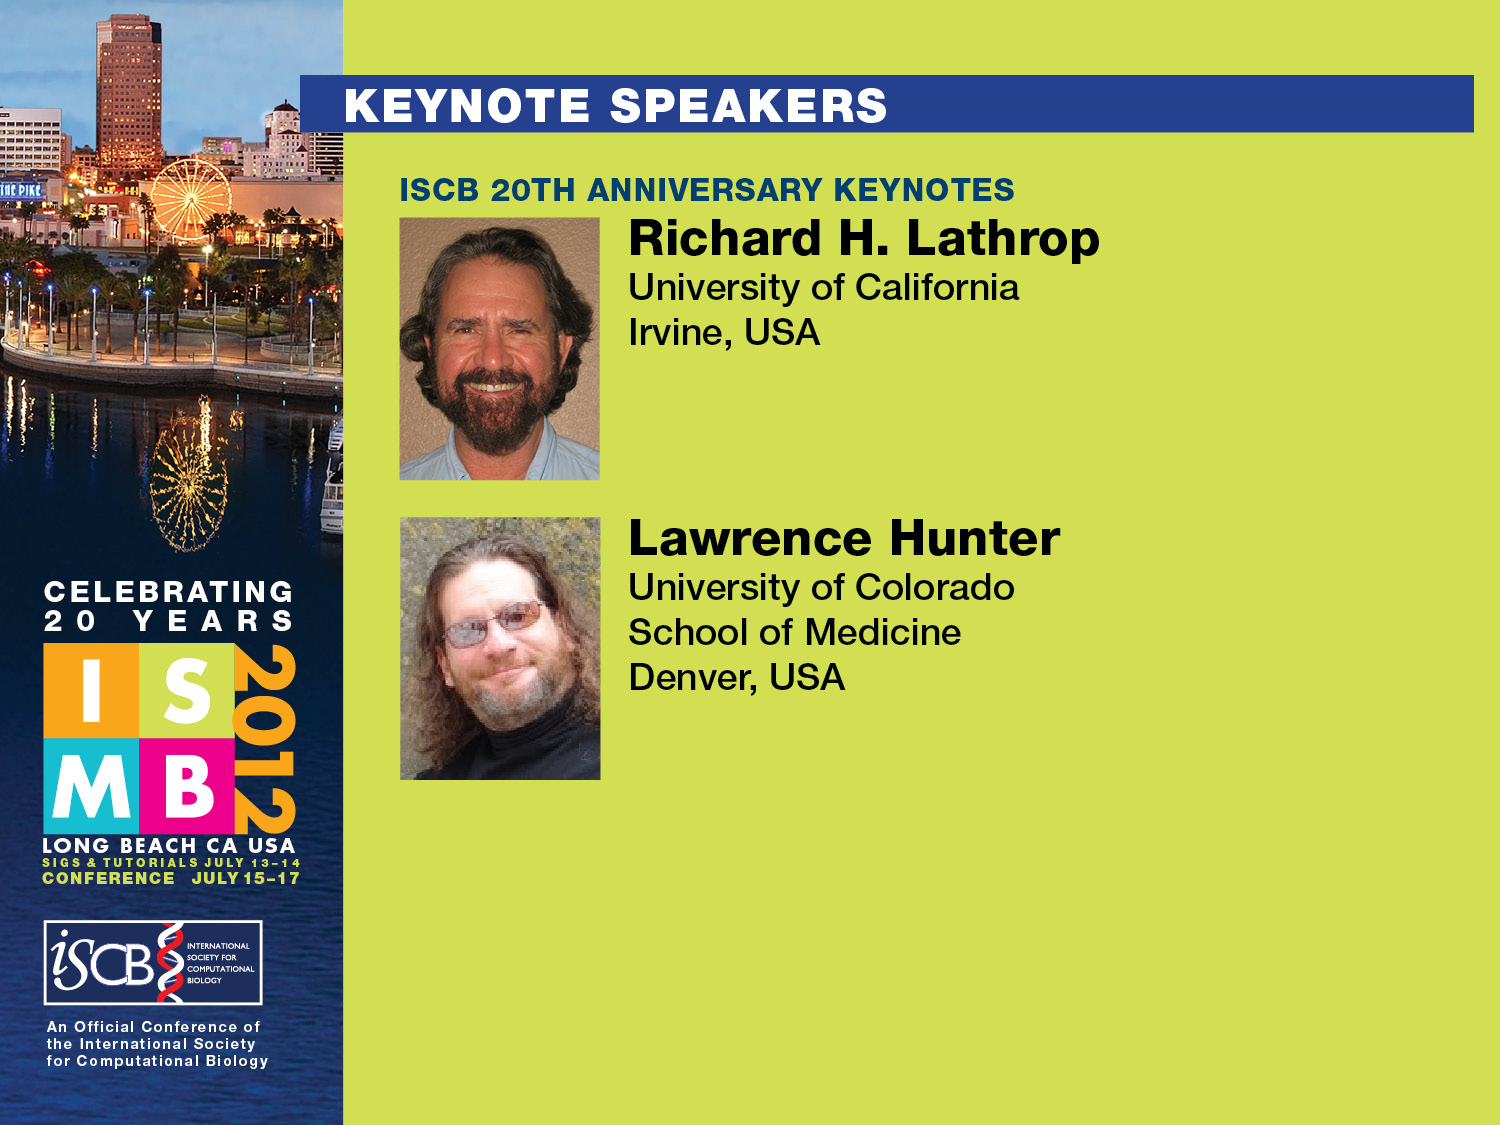 THE PIKE
KEYNOTE SPEAKERS
ISCB 20TH ANNIVERSARY KEYNOTES
Richard H. Lathrop
University of California
Irvine, USA
Lawrence Hunter
University of Colorado
School of Medicine
Denver, USA
CELEBRATING
20 YEARS
IS
MB
2012
LONG BEACH CA USA
SIGS & TUTORIALS JULY 13–14
CONFERENCE JULY 15–17
iSCB
INTERNATIONAL
SOCIETY FOR
COMPUTATIONAL
BIOLOGY
An Official Conference of
the International Society
for Computational Biology